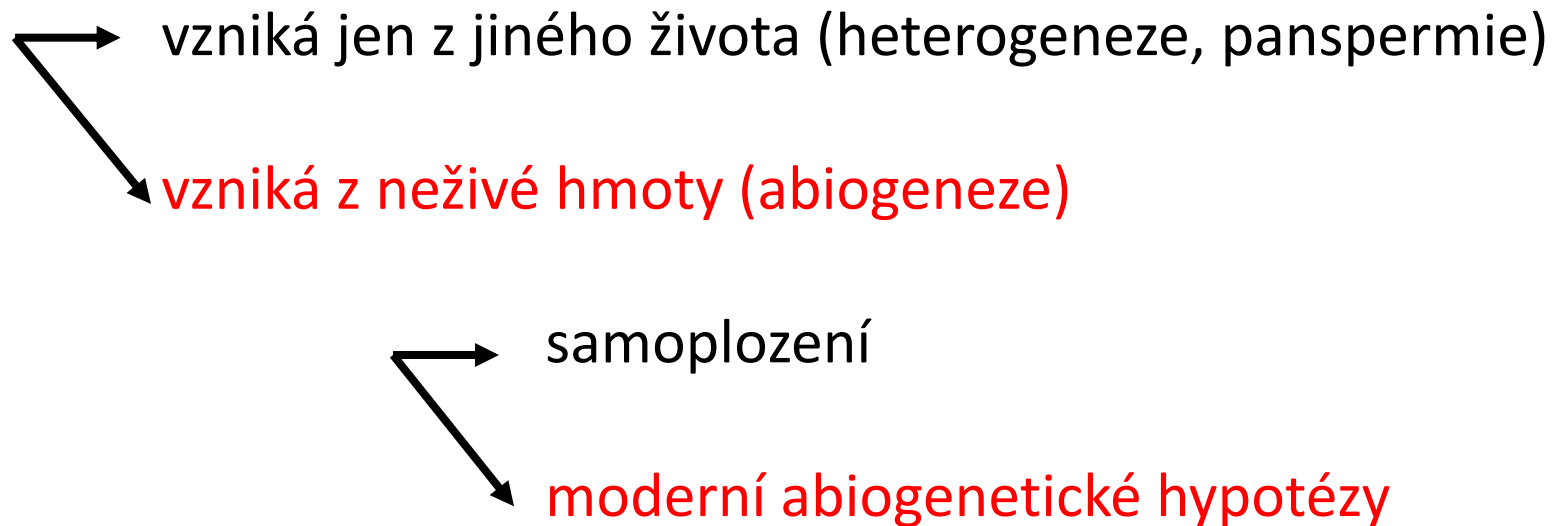 vzniká jen z jiného života (heterogeneze, panspermie)
vzniká z neživé hmoty (abiogeneze)
samoplození
moderní abiogenetické hypotézy